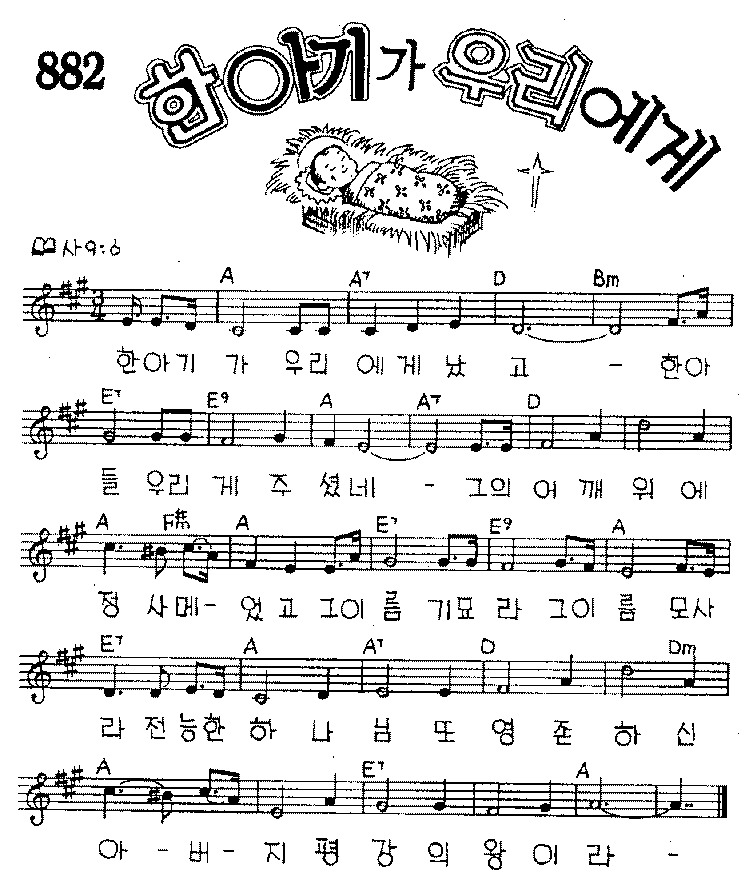 882
한아기가 우리에게
사9:6
A A7 D Bm
한아기 가 우리 에게 났 고 - 한아
E7 E9 A A7 D
들 우리 게 주 셨네 - 그의 어 깨 위 에
A F# A E7 E9 A
정 사메- 었고 그이 름 기묘 라 그이 름 모사
E7 A A7 D Dm
라 전능한 하 나 님 또 영 존 하 신
A E7 A
아 - 버 - 지 평 강 의 왕 이 라 -